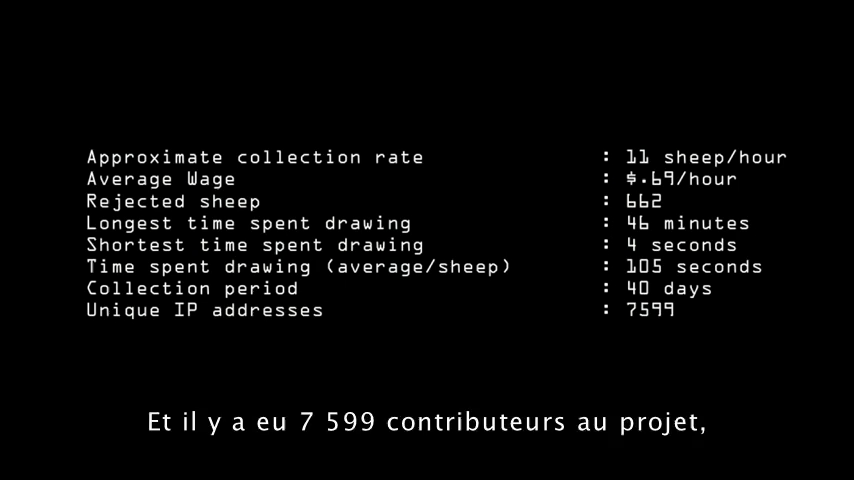 Approximate collection rate : 11 sheep/hour
Average Wage : $.69/hour
Rejected sheep : 662
Longest time spent drawing : 46 minutes
Shortest time spent drawing : 4 seconds
Time spent drawing (average/sheep) : 105 seconds
Collection period : 40 days
Unique IP addresses : 7599
Et il y a eu 7 599 contributeurs au projet,